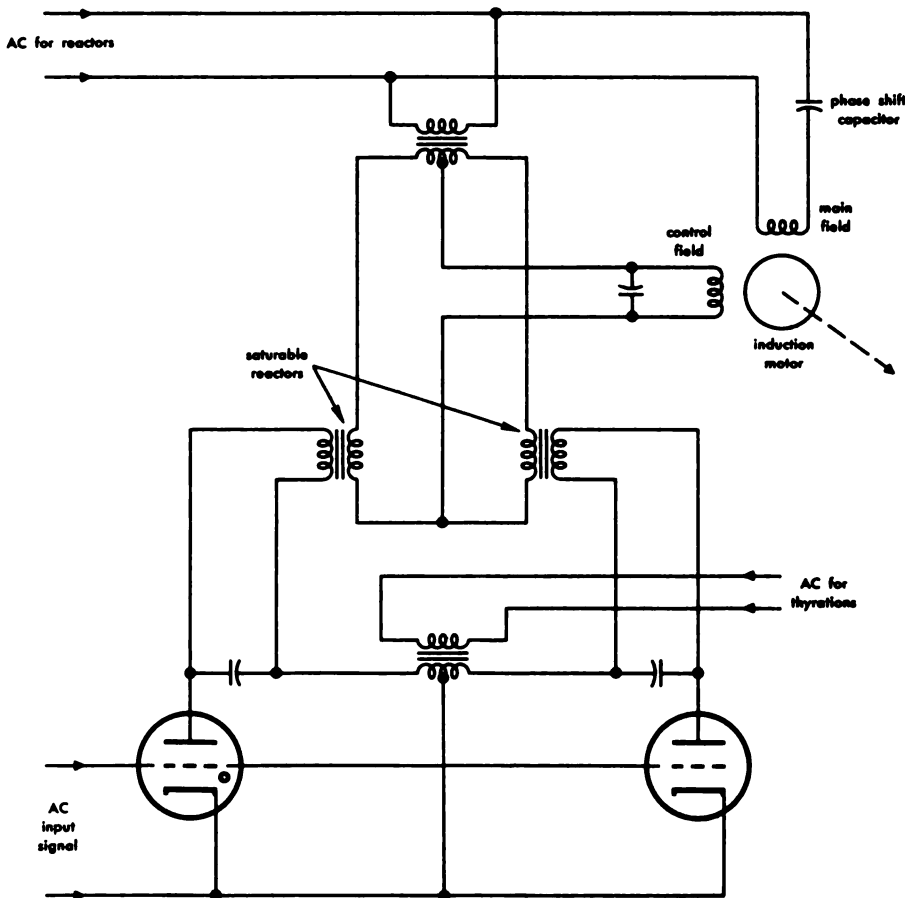 AC for reactors
phase shift
capacitor
main
field
control
field
induction
motor
saturable
reactors
AC for
thyrations
AC
input
signal